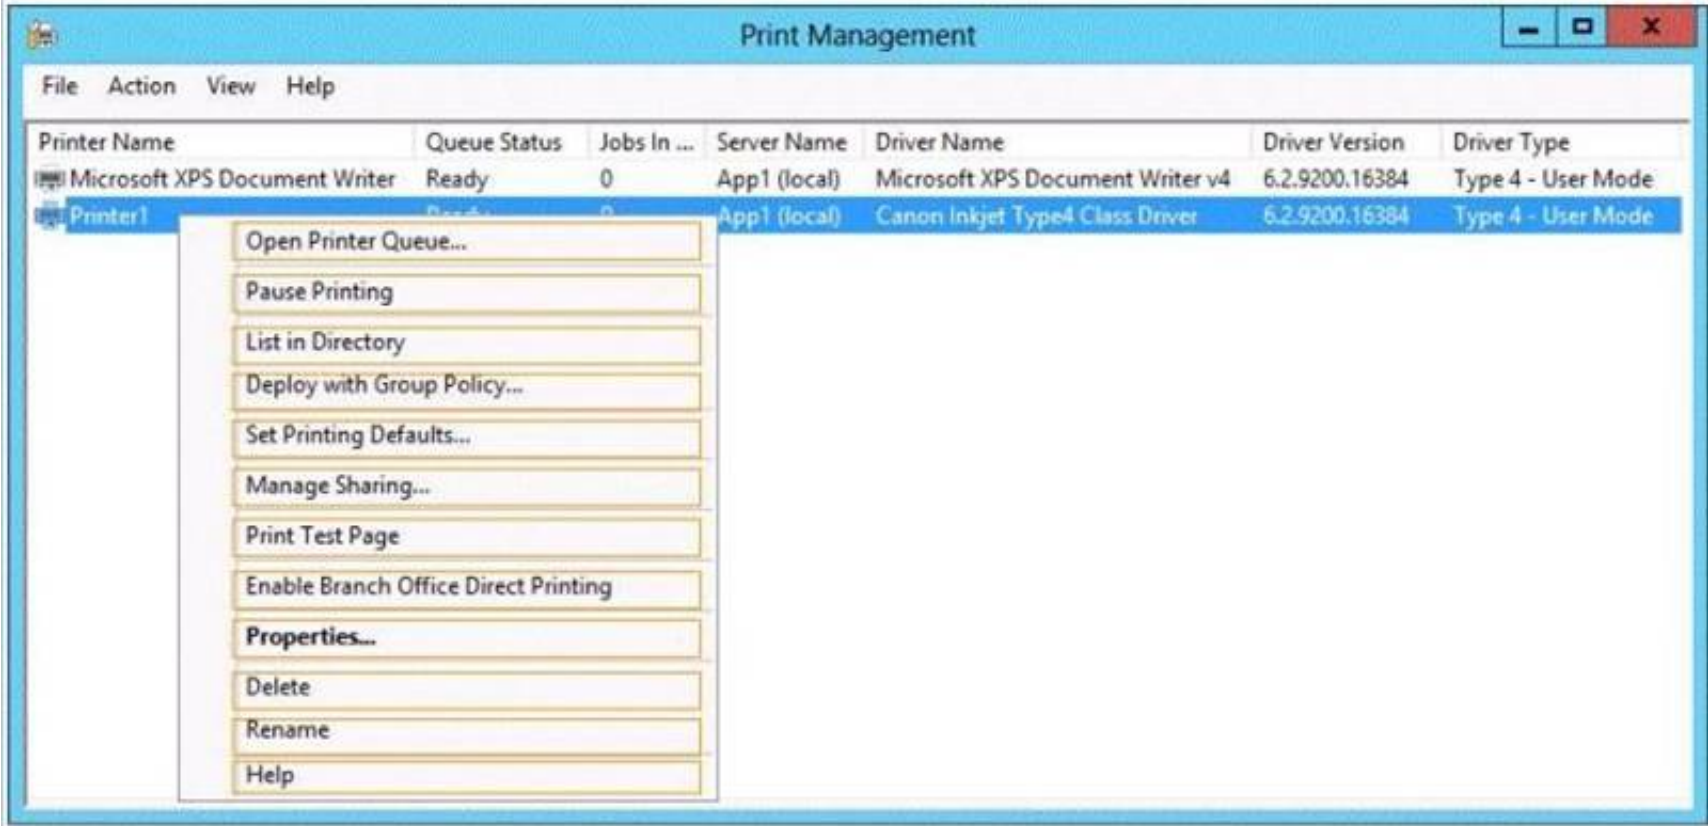 Print Management
File Action View Help
Printer Name Queue Status Jobs In ... Server Name Driver Name Driver Version Driver Type
Microsoft XPS Document Writer Ready 0 App1 (local) Microsoft XPS Document Writer v4 6.2.9200.16384 Type 4 - User Mode
Printer1 Ready 0 App1 (local) Canon Inkjet Type4 Class Driver 6.2.9200.16384 Type 4 - User Mode
Open Printer Queue...
Pause Printing
List in Directory
Deploy with Group Policy...
Set Printing Defaults...
Manage Sharing...
Print Test Page
Enable Branch Office Direct Printing
Properties...
Delete
Rename
Help